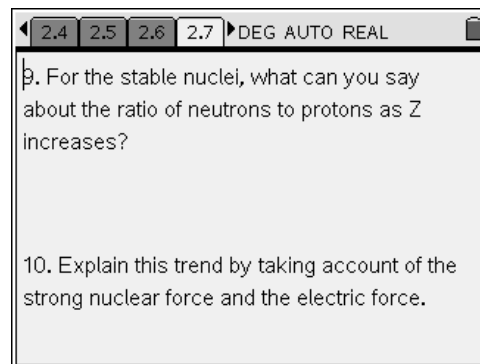 2.4 2.5 2.6 2.7 DEG AUTO REAL
9. For the stable nuclei, what can you say
about the ratio of neutrons to protons as Z
increases?
10. Explain this trend by taking account of the
strong nuclear force and the electric force.